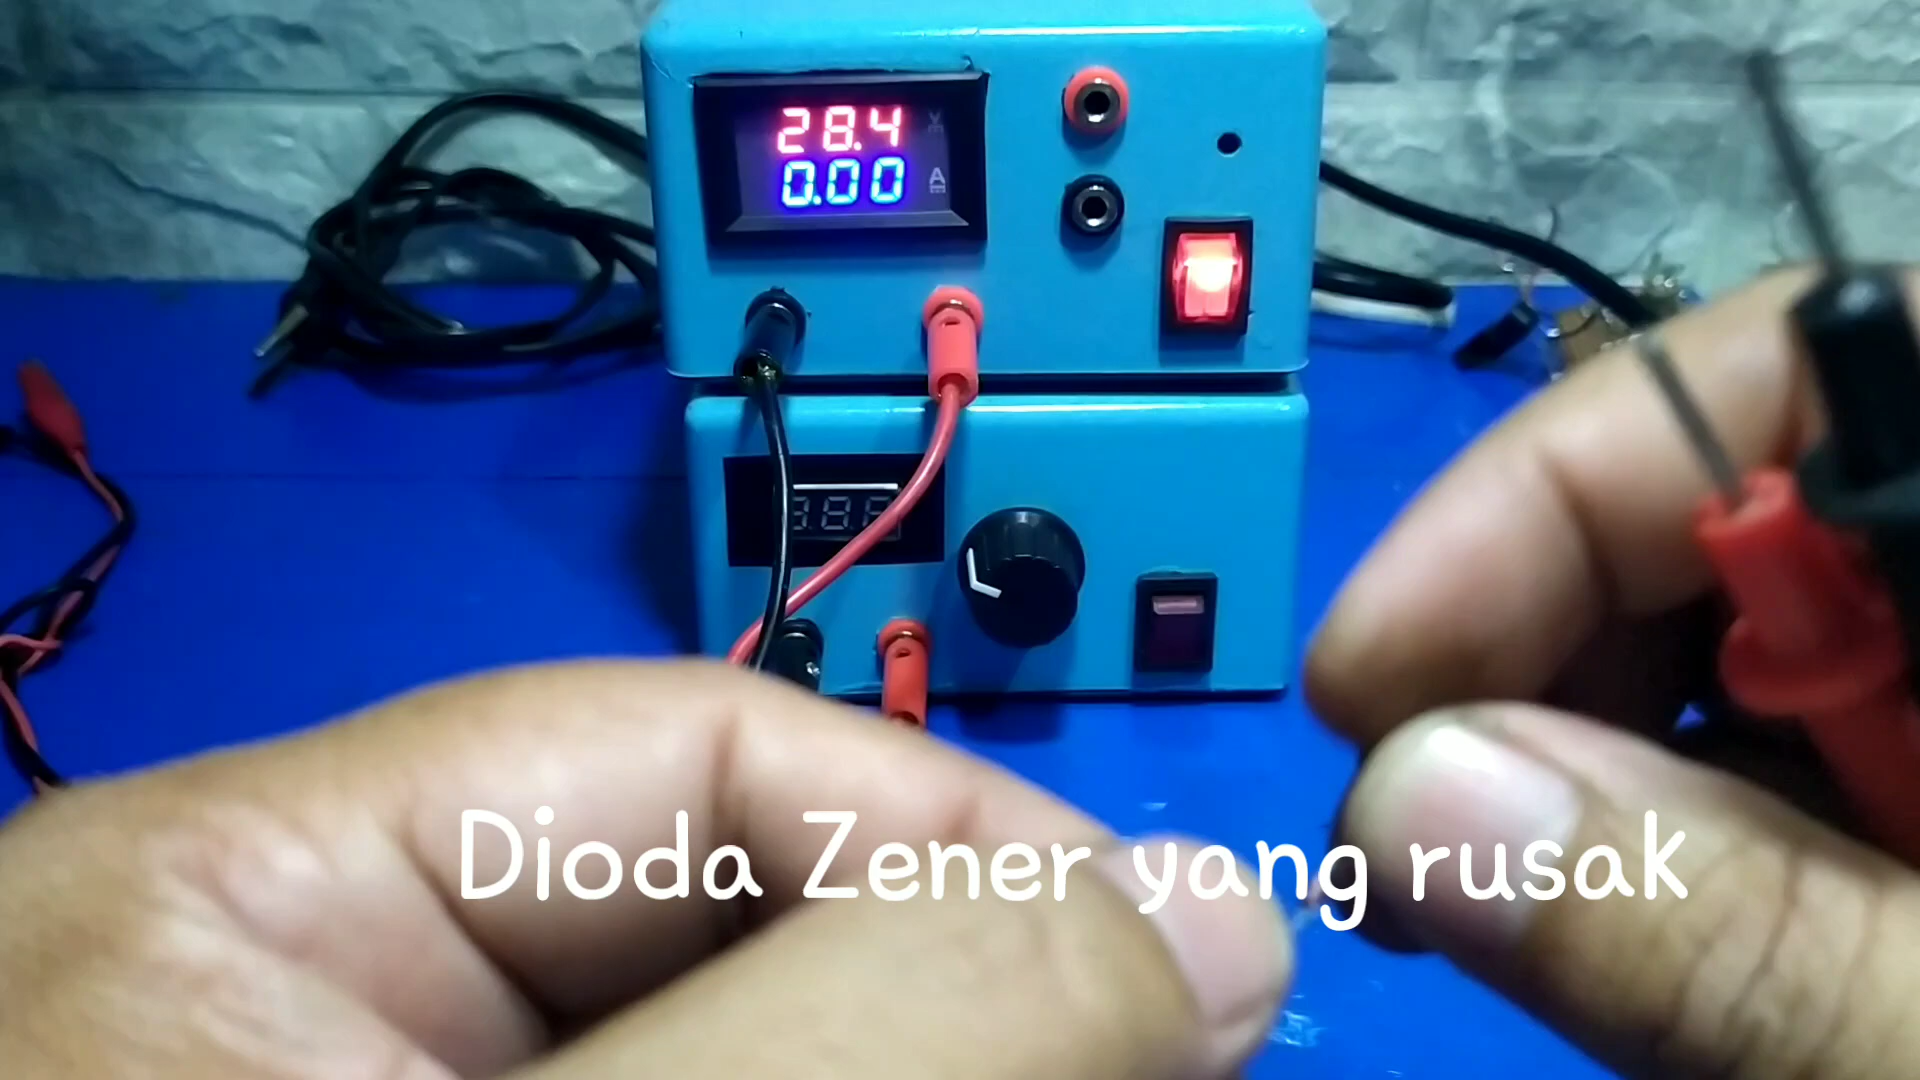 28.4 V
0.00 A
Dioda Zener yang rusak